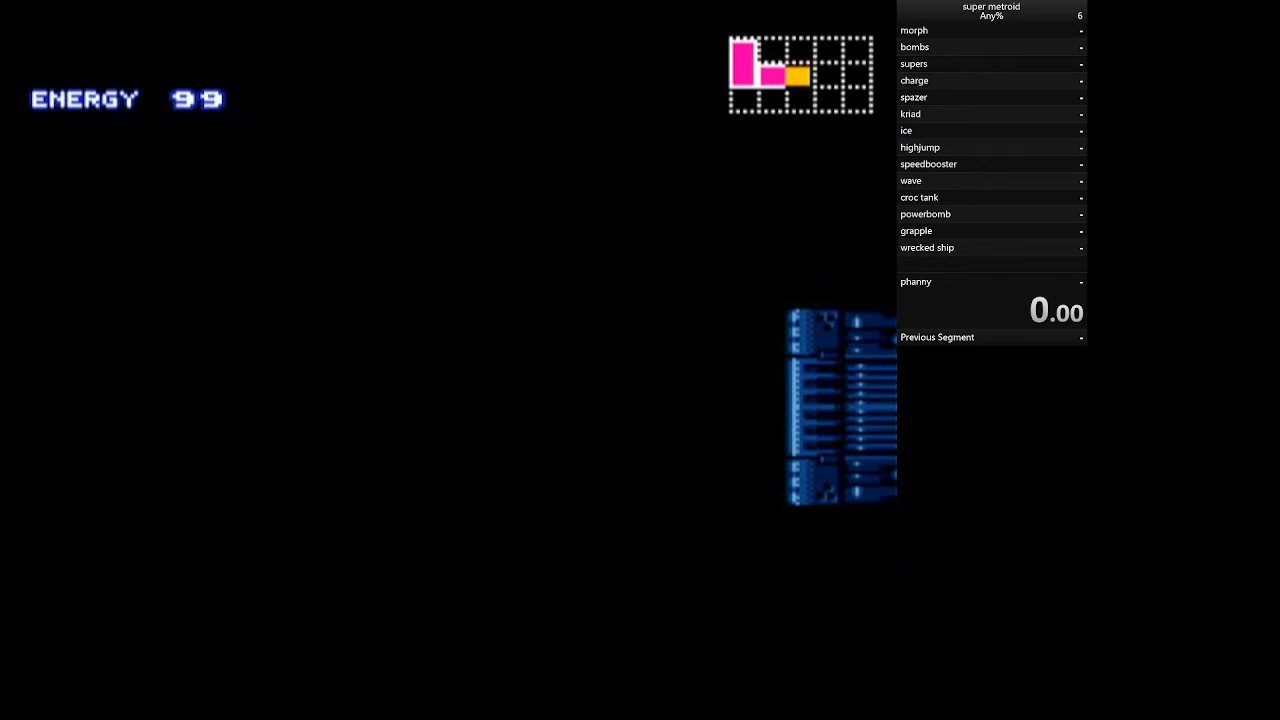 super metroid
Any% 6
ENERGY 99
morph -
bombs -
supers -
charge -
spazer -
kriad -
ice -
highjump -
speedbooster -
wave -
croc tank -
powerbomb -
grapple -
wrecked ship -
phanny -
0.00
Previous Segment -